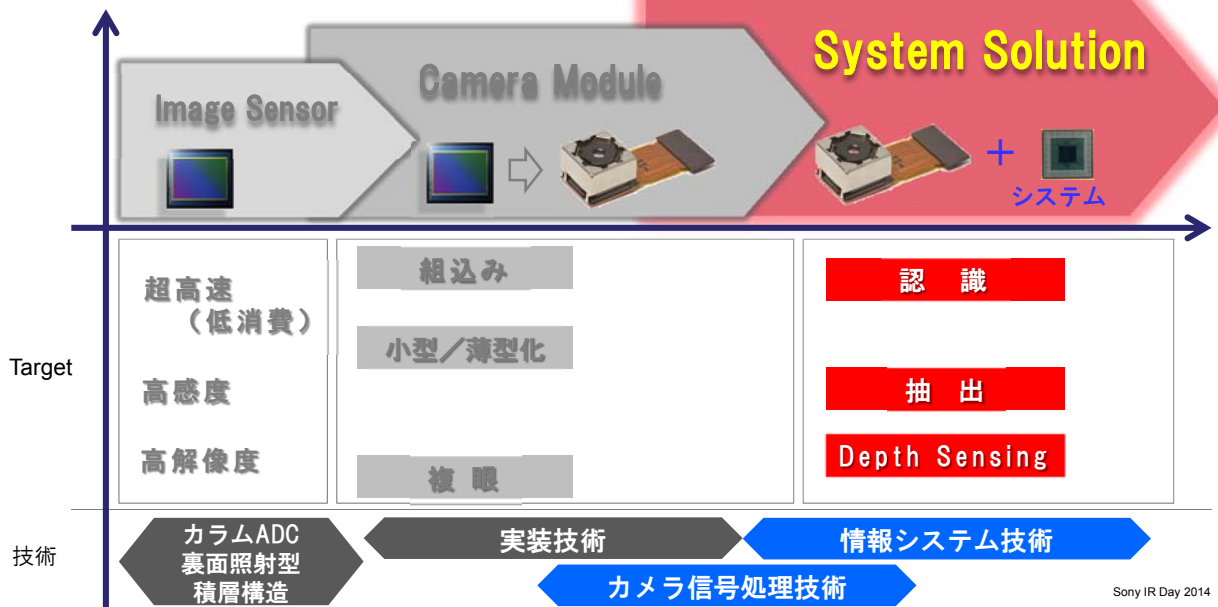 Image Sensor
Camera Module
System Solution
+
システム
Target
超高速
（低消費）
高感度
高解像度
組込み
小型／薄型化
複眼
認　識
抽　出
Depth Sensing
技術
カラムADC
裏面照射型
積層構造
実装技術
情報システム技術
カメラ信号処理技術
Sony IR Day 2014